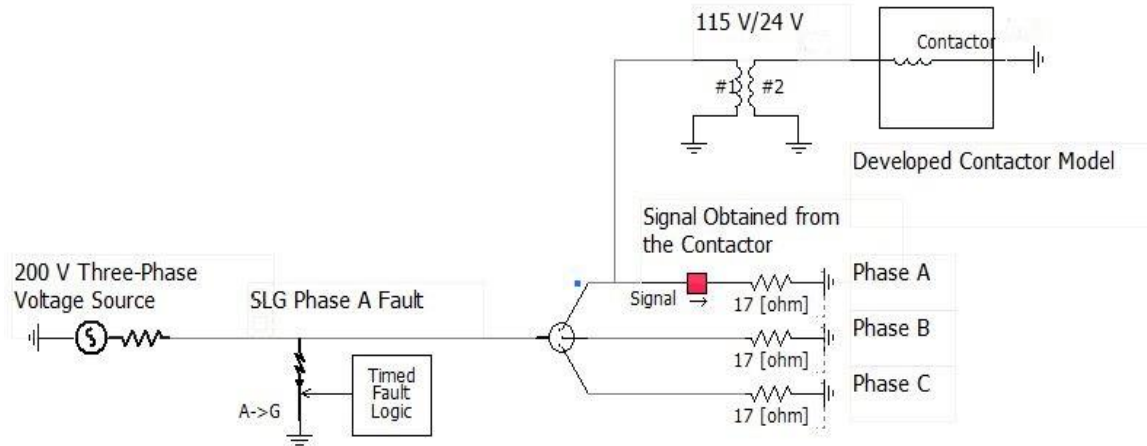 115 V/24 V
Contactor
#1
#2
Developed Contactor Model
Signal Obtained from
the Contactor
200 V Three-Phase
Voltage Source
SLG Phase A Fault
Signal
17 [ohm]
Phase A
17 [ohm]
Phase B
17 [ohm]
Phase C
A->G
Timed
Fault
Logic